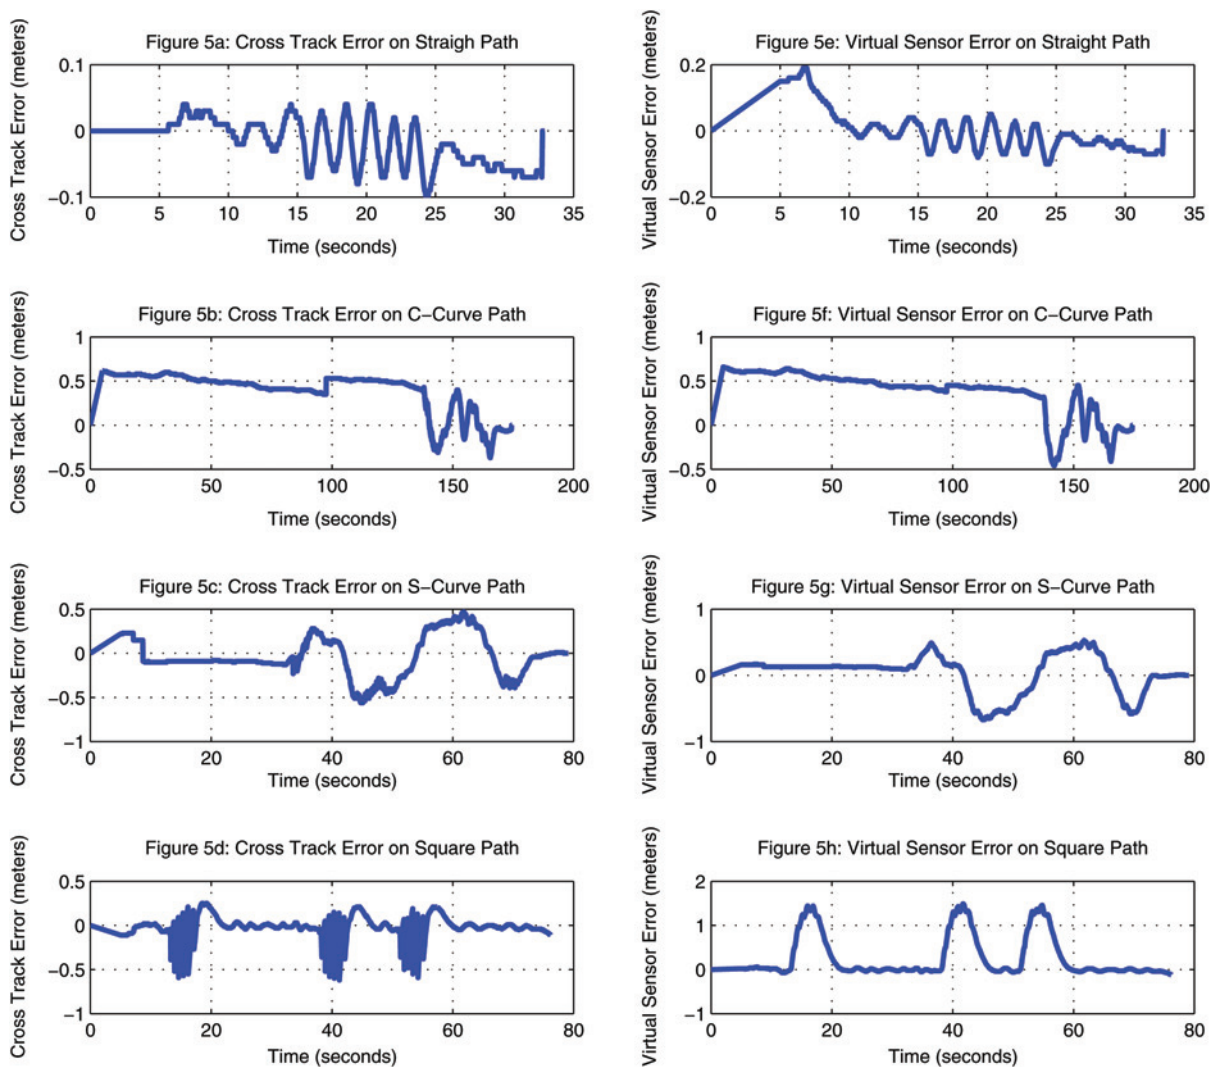 Figure 5a: Cross Track Error on Straigh Path
Cross Track Error (meters)
0.1
0
−0.1
0 5 10 15 20 25 30 35
Time (seconds)
Figure 5e: Virtual Sensor Error on Straight Path
Virtual Sensor Error (meters)
0.2
0
−0.2
0 5 10 15 20 25 30 35
Time (seconds)
Figure 5b: Cross Track Error on C−Curve Path
Cross Track Error (meters)
1
0.5
0
−0.5
0 50 100 150 200
Time (seconds)
Figure 5f: Virtual Sensor Error on C−Curve Path
Virtual Sensor Error (meters)
1
0.5
0
−0.5
0 50 100 150 200
Time (seconds)
Figure 5c: Cross Track Error on S−Curve Path
Cross Track Error (meters)
0.5
0
−0.5
−1
0 20 40 60 80
Time (seconds)
Figure 5g: Virtual Sensor Error on S−Curve Path
Virtual Sensor Error (meters)
1
0
−1
0 20 40 60 80
Time (seconds)
Figure 5d: Cross Track Error on Square Path
Cross Track Error (meters)
0.5
0
−0.5
−1
0 20 40 60 80
Time (seconds)
Figure 5h: Virtual Sensor Error on Square Path
Virtual Sensor Error (meters)
2
1
0
−1
0 20 40 60 80
Time (seconds)